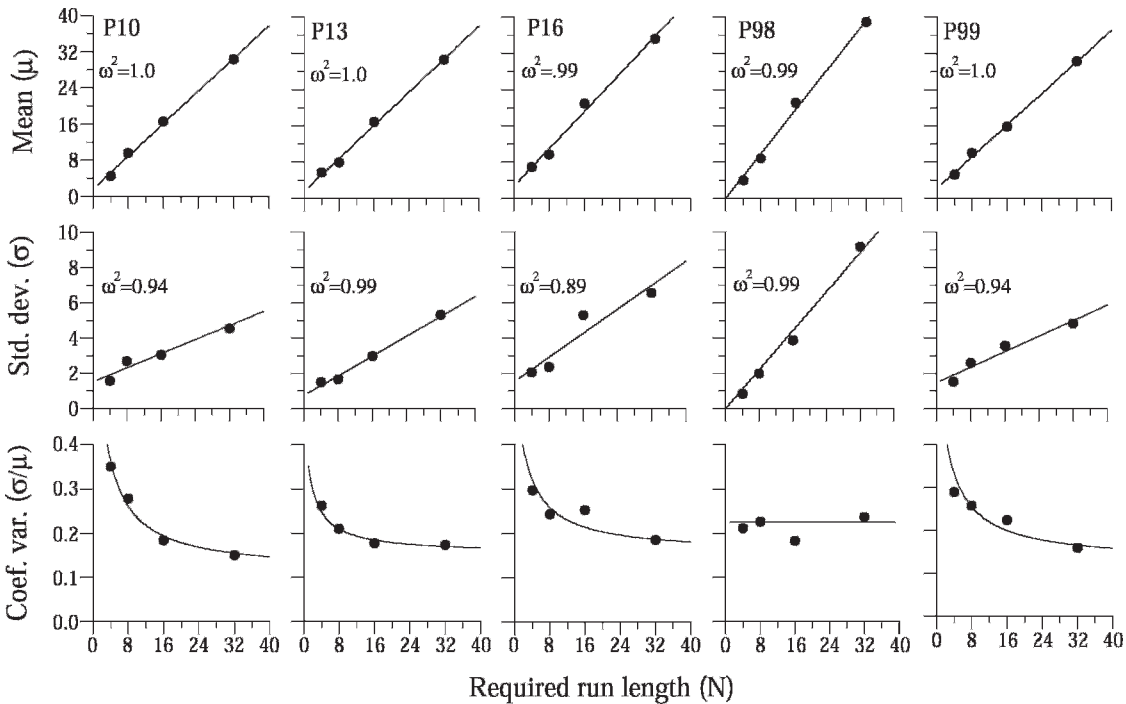 P10
P13
P16
P98
P99
Mean (μ)
40
32
24
16
8
0
ω²=1.0
ω²=1.0
ω²=.99
ω²=0.99
ω²=1.0
Std. dev. (σ)
10
8
6
4
2
0
ω²=0.94
ω²=0.99
ω²=0.89
ω²=0.99
ω²=0.94
Coef. var. (σ/μ)
0.4
0.3
0.2
0.1
0.0
0 8 16 24 32 40
0 8 16 24 32 40
0 8 16 24 32 40
0 8 16 24 32 40
0 8 16 24 32 40
Required run length (N)